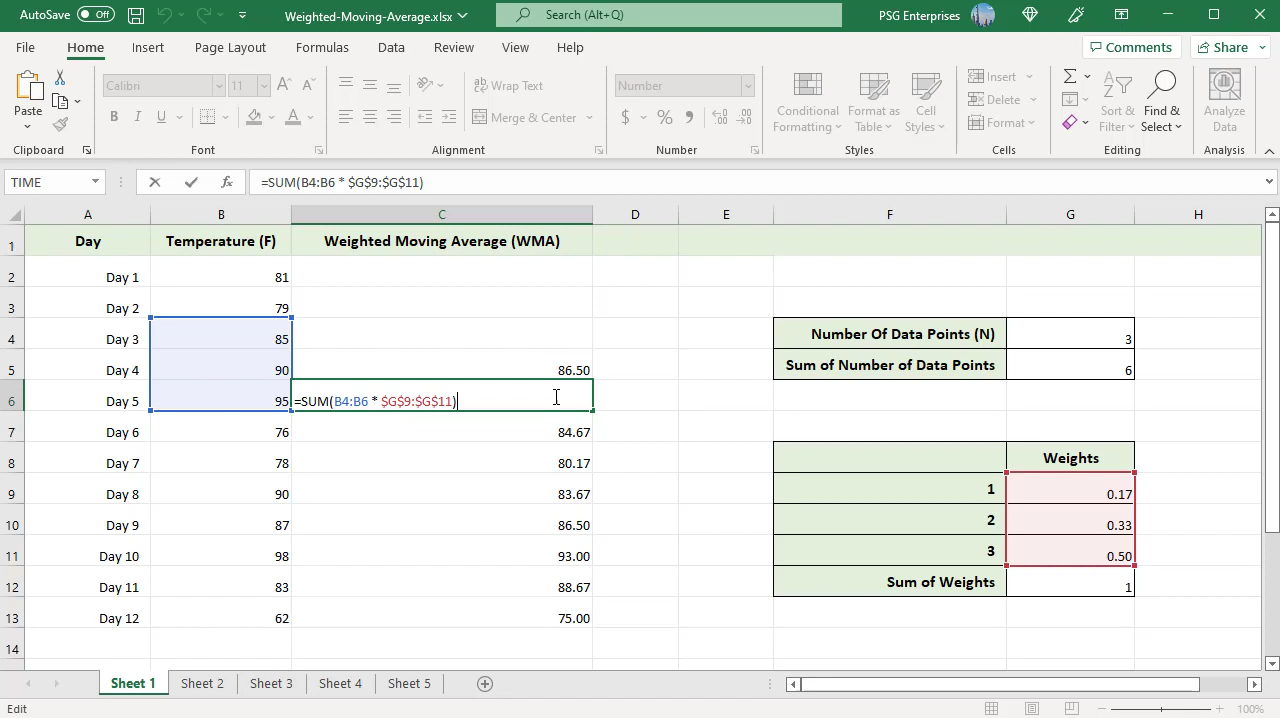 AutoSave Off Weighted-Moving-Average.xlsx Search (Alt+Q) PSG Enterprises
File Home Insert Page Layout Formulas Data Review View Help Comments Share
Paste
Clipboard
Calibri 11
B I U A
Font
Wrap Text
Merge & Center
Alignment
Number
$ % 9
Number
Conditional Formatting
Format as Table
Cell Styles
Styles
Insert
Delete
Format
Cells
Sort & Filter
Find & Select
Editing
Analyze Data
Analysis
TIME fx =SUM(B4:B6 * $G$9:$G$11)
A B C D E F G H
1 Day Temperature (F) Weighted Moving Average (WMA)
2 Day 1 81
3 Day 2 79
4 Day 3 85 Number Of Data Points (N) 3
5 Day 4 90 86.50 Sum of Number of Data Points 6
6 Day 5 95 =SUM(B4:B6 * $G$9:$G$11)
7 Day 6 76 84.67
8 Day 7 78 80.17 Weights
9 Day 8 90 83.67 1 0.17
10 Day 9 87 86.50 2 0.33
11 Day 10 98 93.00 3 0.50
12 Day 11 83 88.67 Sum of Weights 1
13 Day 12 62 75.00
14
Sheet 1 Sheet 2 Sheet 3 Sheet 4 Sheet 5
Edit 100%